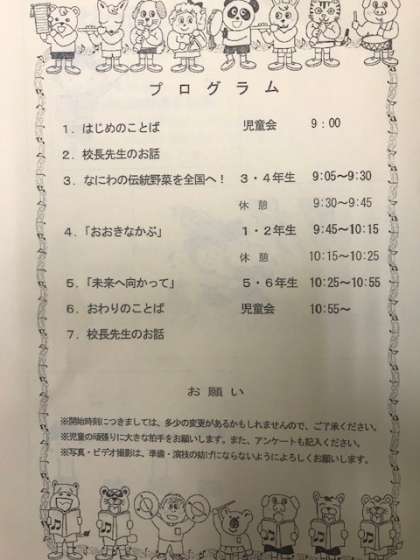 プログラム
1．はじめのことば 児童会 9：00
2．校長先生のお話
3．なにわの伝統野菜を全国へ！ 3・4年生 9:05～9:30
休憩 9:30～9:45
4．「おおきなかぶ」 1・2年生 9:45～10:15
休憩 10:15～10:25
5．「未来へ向かって」 5・6年生 10:25～10:55
6．おわりのことば 児童会 10:55～
7．校長先生のお話
お願い
※開始時刻につきましては、多少の変更があるかもしれませんので、ご了承ください。
※児童の頑張りに大きな拍手をお願いします。また、アンケートも記入ください。
※写真・ビデオ撮影は、準備・演技の妨げにならないようによろしくお願いします。